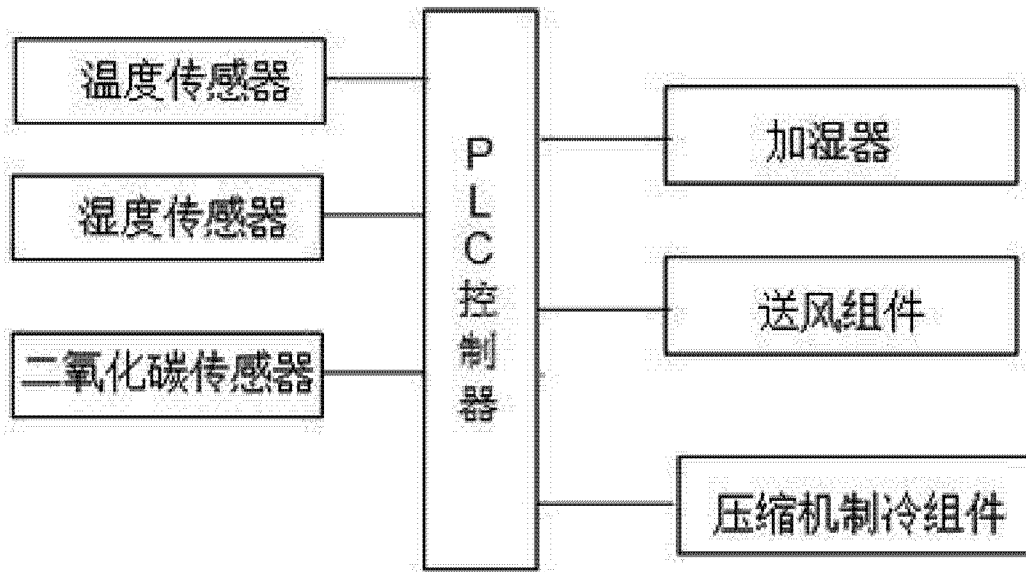 温度传感器
湿度传感器
二氧化碳传感器
PLC控制器
加湿器
送风组件
压缩机制冷组件